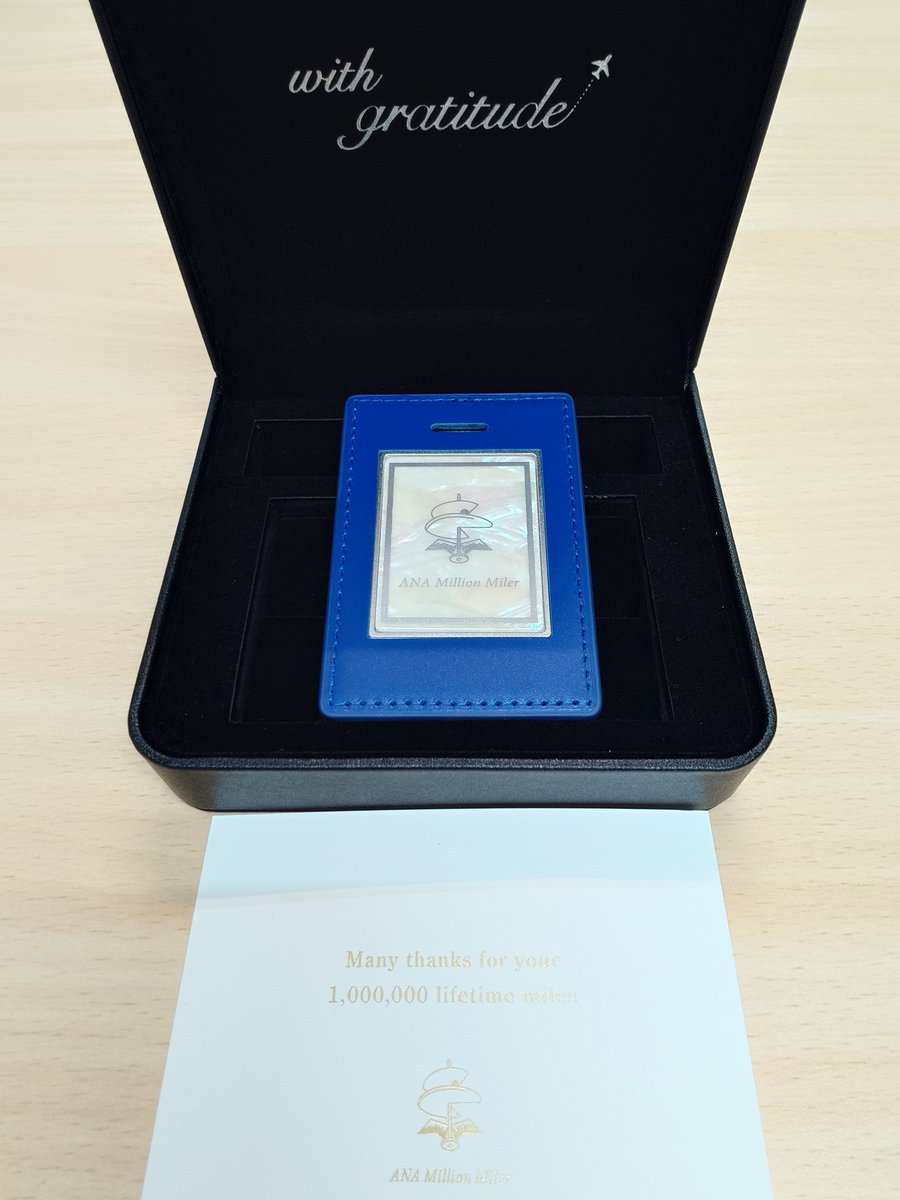 with
gratitude
ANA Million Miler
Many thanks for your
1,000,000 lifetime miles
ANA Million Miler